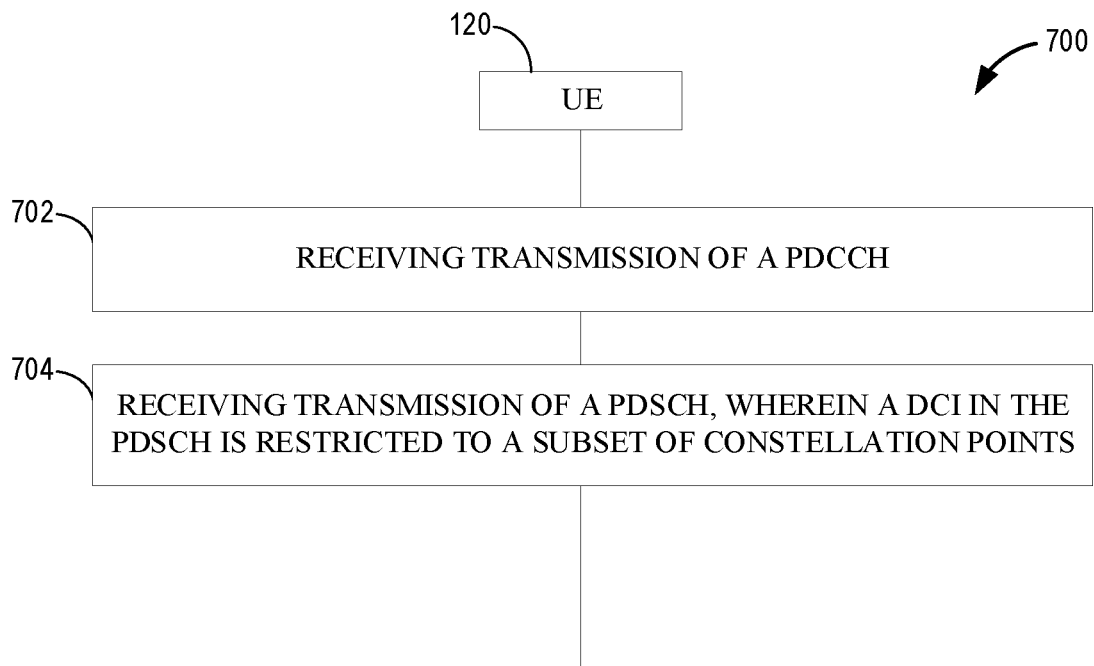 120
700
UE
702
RECEIVING TRANSMISSION OF A PDCCH
704
RECEIVING TRANSMISSION OF A PDSCH, WHEREIN A DCI IN THE
PDSCH IS RESTRICTED TO A SUBSET OF CONSTELLATION POINTS